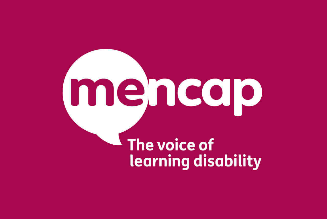 mencap
The voice of
learning disability